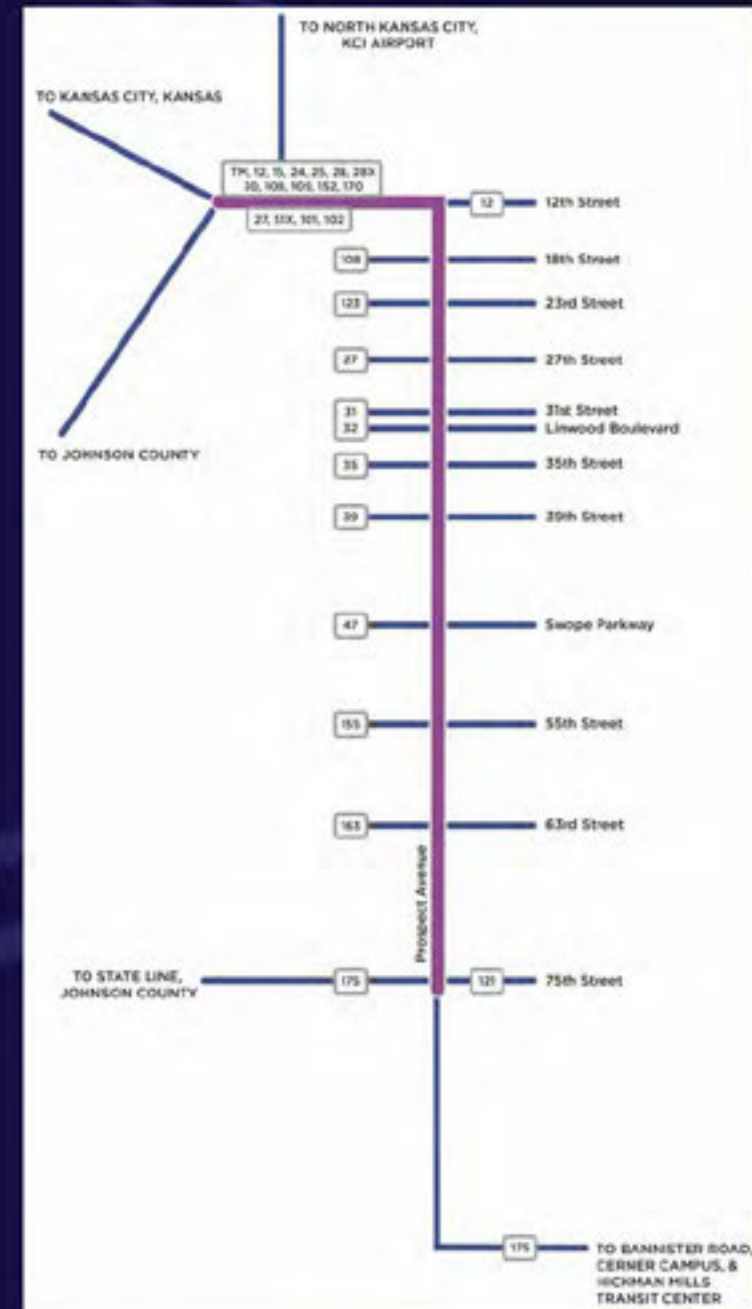 TO NORTH KANSAS CITY,
KCI AIRPORT
TO KANSAS CITY, KANSAS
12, 15, 24, 25, 28, 28X
30, 108, 109, 152, 170
27, 51X, 101, 102
12 12th Street
108 18th Street
123 23rd Street
27 27th Street
31 31st Street
32 Linwood Boulevard
TO JOHNSON COUNTY
35 35th Street
39 39th Street
47 Swope Parkway
155 55th Street
163 63rd Street
Prospect Avenue
TO STATE LINE,
JOHNSON COUNTY
175 121 75th Street
175 TO BANNISTER ROAD,
CERNER CAMPUS, &
HICKMAN MILLS
TRANSIT CENTER